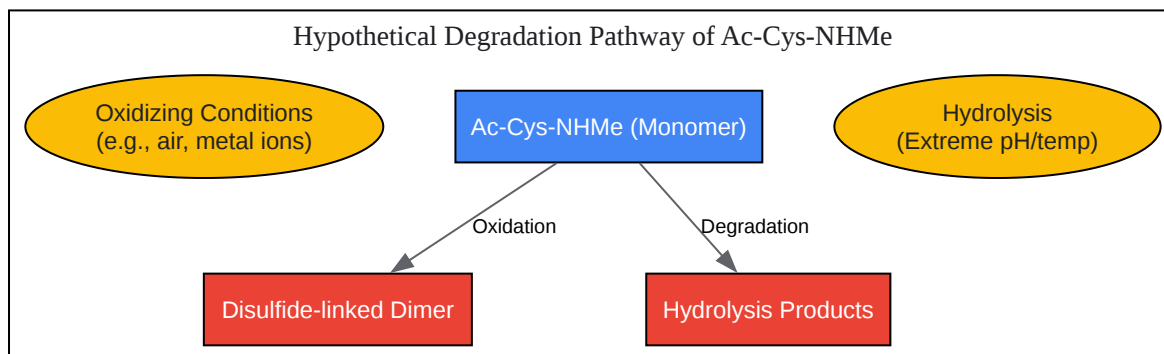 Hypothetical Degradation Pathway of Ac-Cys-NHMe
Oxidizing Conditions
(e.g., air, metal ions)
Ac-Cys-NHMe (Monomer)
Hydrolysis
(Extreme pH/temp)
Oxidation
Degradation
Disulfide-linked Dimer
Hydrolysis Products